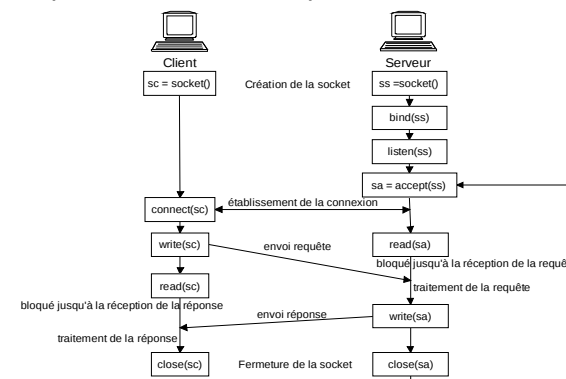 Client
Serveur
sc = socket()
Création de la socket
ss =socket()
bind(ss)
listen(ss)
sa = accept(ss)
établissement de la connexion
connect(sc)
write(sc)
envoi requête
read(sa)
bloqué jusqu'à la réception de la requê
read(sc)
traitement de la requête
bloqué jusqu'à la réception de la réponse
envoi réponse
write(sa)
traitement de la réponse
close(sc)
Fermeture de la socket
close(sa)